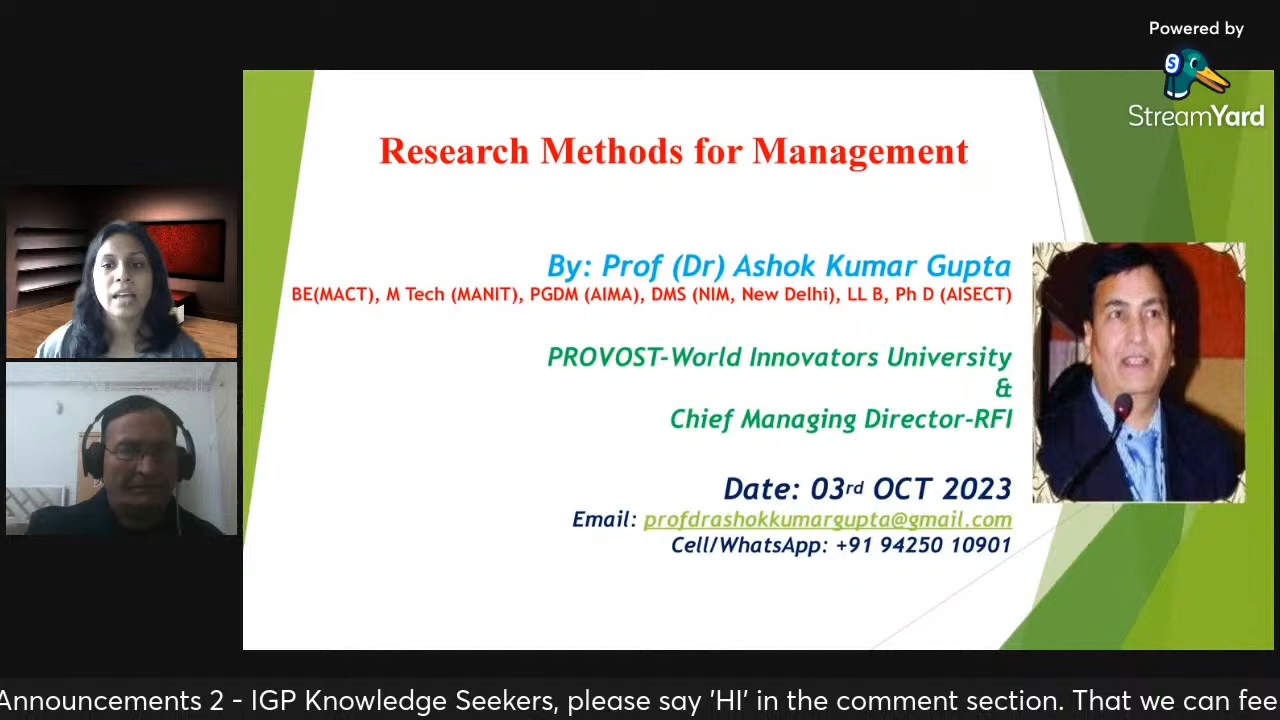 Powered by
S
StreamYard
Research Methods for Management
By: Prof (Dr) Ashok Kumar Gupta
BE(MACT), M Tech (MANIT), PGDM (AIMA), DMS (NIM, New Delhi), LL B, Ph D (AISECT)
PROVOST-World Innovators University
&
Chief Managing Director-RFI
Date: 03rd OCT 2023
Email: profdrashokkumargupta@gmail.com
Cell/WhatsApp: +91 94250 10901
Announcements 2 - IGP Knowledge Seekers, please say 'HI' in the comment section. That we can fee